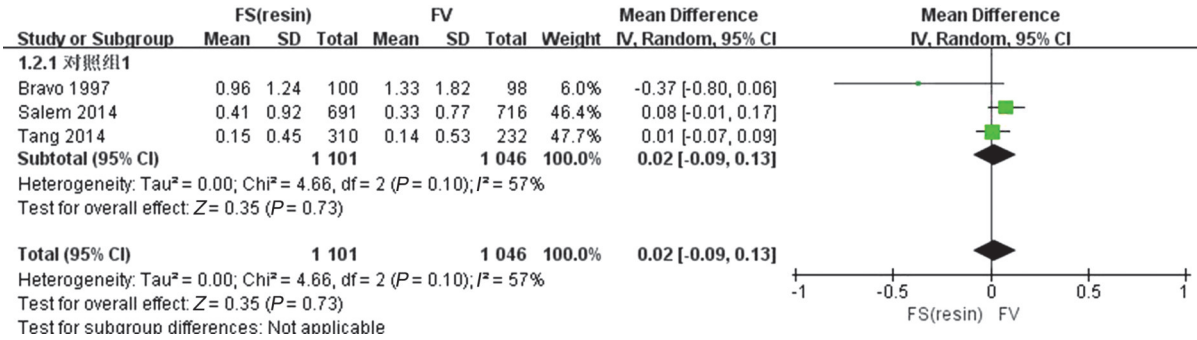 FS(resin) FV Mean Difference Mean Difference
Study or Subgroup Mean SD Total Mean SD Total Weight IV, Random, 95% CI IV, Random, 95% CI
1.2.1 对照组1
Bravo 1997 0.96 1.24 100 1.33 1.82 98 6.0% -0.37 [-0.80, 0.06]
Salem 2014 0.41 0.92 691 0.33 0.77 716 46.4% 0.08 [-0.01, 0.17]
Tang 2014 0.15 0.45 310 0.14 0.53 232 47.7% 0.01 [-0.07, 0.09]
Subtotal (95% CI) 1 101 1 046 100.0% 0.02 [-0.09, 0.13]
Heterogeneity: Tau² = 0.00; Chi² = 4.66, df = 2 (P = 0.10); I² = 57%
Test for overall effect: Z = 0.35 (P = 0.73)
Total (95% CI) 1 101 1 046 100.0% 0.02 [-0.09, 0.13]
Heterogeneity: Tau² = 0.00; Chi² = 4.66, df = 2 (P = 0.10); I² = 57%
Test for overall effect: Z = 0.35 (P = 0.73)
Test for subgroup differences: Not applicable
-1 -0.5 0 0.5 1
FS(resin) FV